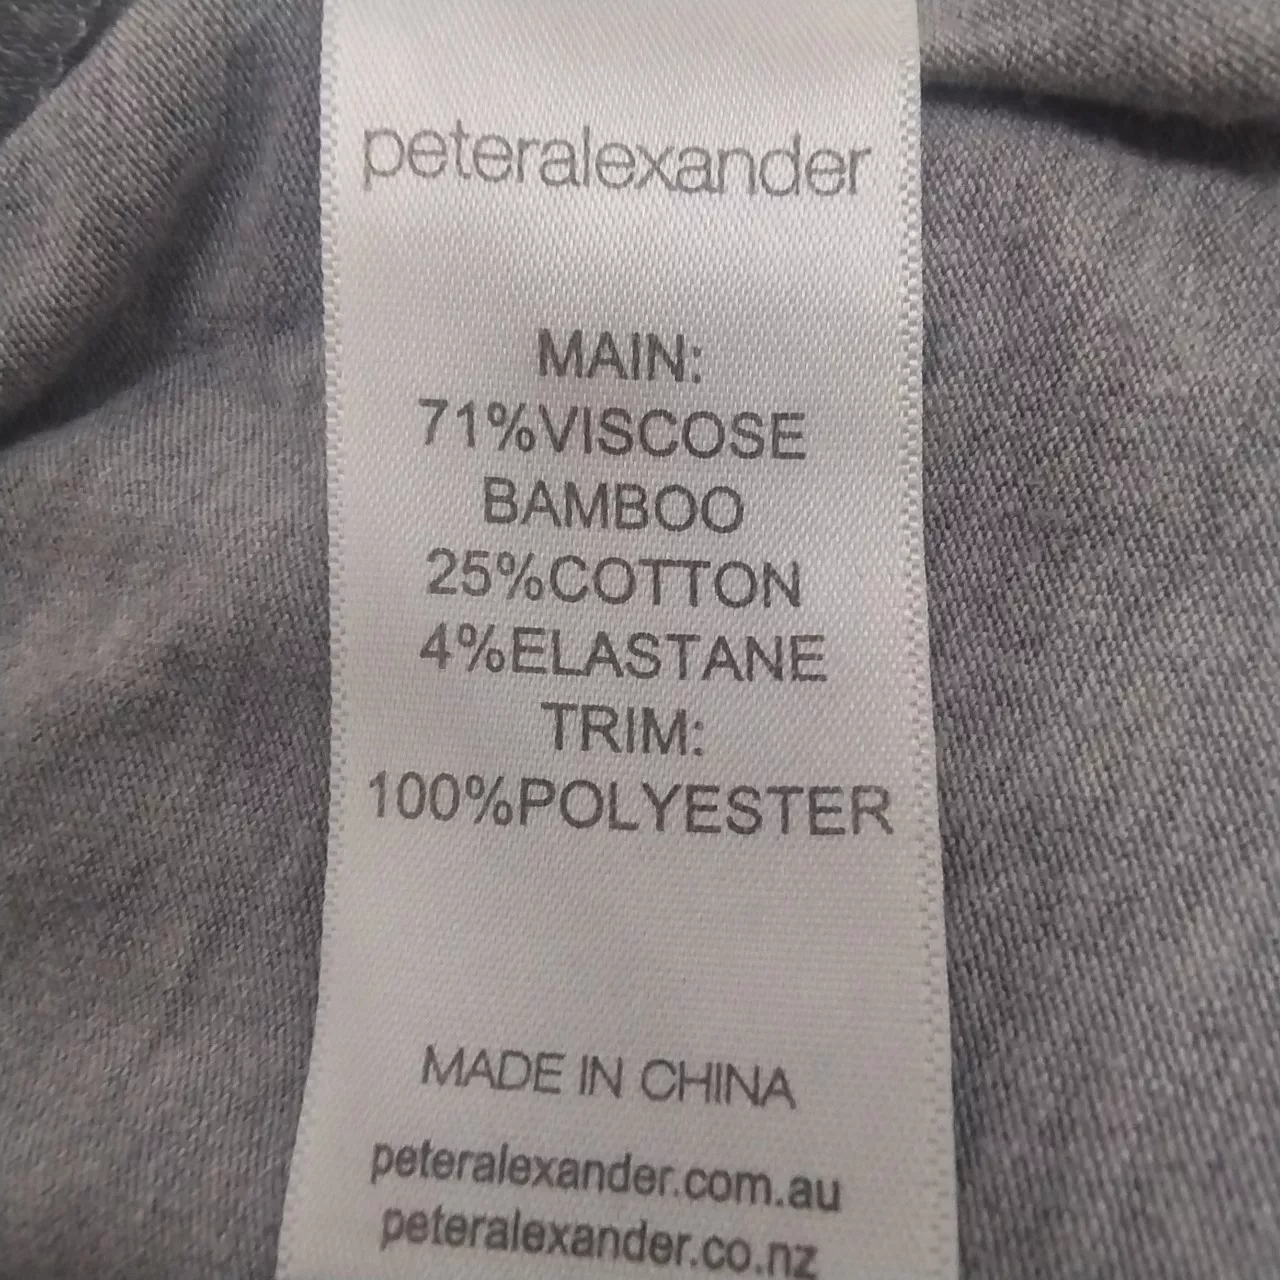 peteralexander
MAIN:
71%VISCOSE
BAMBOO
25%COTTON
4%ELASTANE
TRIM:
100%POLYESTER
MADE IN CHINA
peteralexander.com.au
peteralexander.co.nz